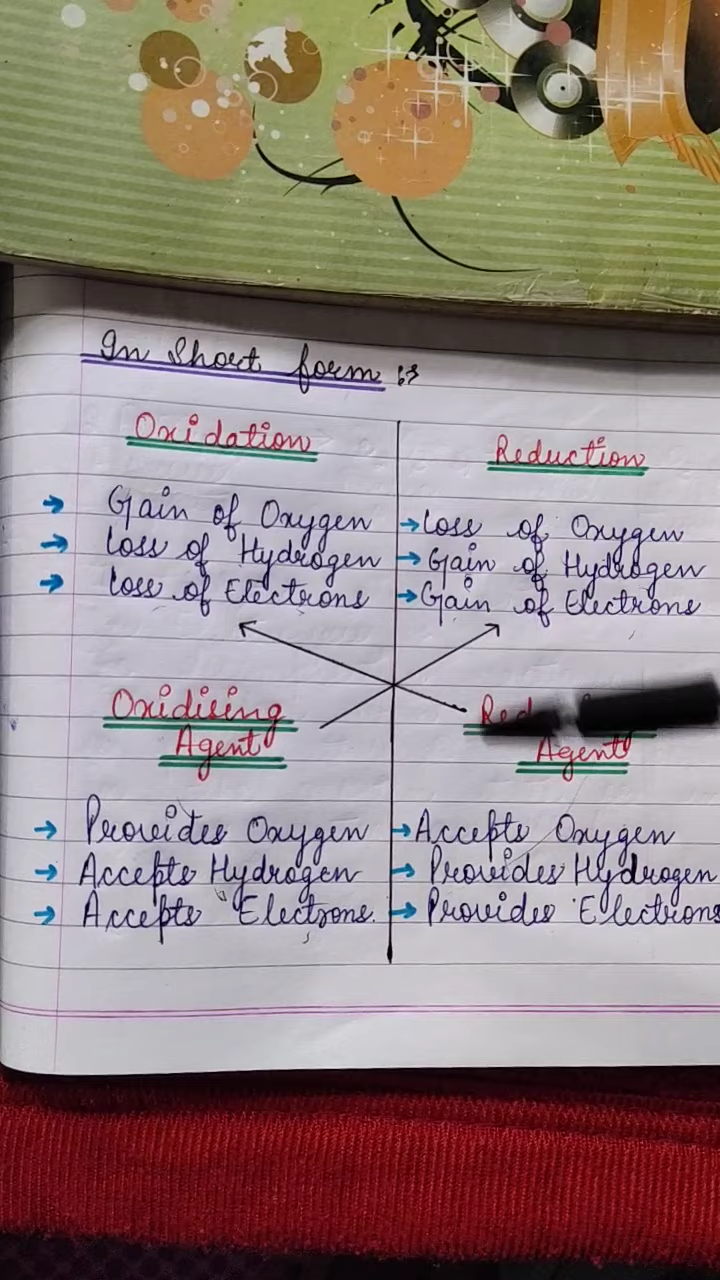 In Short form :-
Oxidation
→ Gain of Oxygen
→ Loss of Hydrogen
→ Loss of Electrons
Reduction
→ Loss of Oxygen
→ Gain of Hydrogen
→ Gain of Electrons
Oxidising
Agent
→ Provides Oxygen
→ Accepts Hydrogen
→ Accepts Electrons.
Agent
→ Accepts Oxygen
→ Provides Hydrogen
→ Provides Electrons